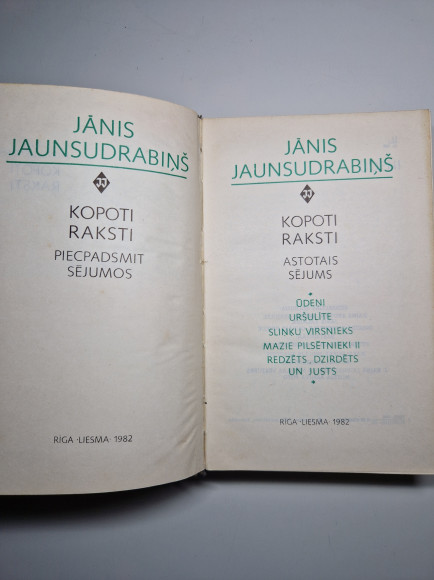 JĀNIS
JAUNSUDRABIŅŠ
KOPOTI
RAKSTI
PIECPADSMIT
SĒJUMOS
RĪGA · LIESMA · 1982
JĀNIS
JAUNSUDRABIŅŠ
KOPOTI
RAKSTI
ASTOTAIS
SĒJUMS
ŪDEŅI
URŠULĪTE
SLINKU VIRSNIEKS
MAZIE PILSĒTNIEKI II
REDZĒTS, DZIRDĒTS
UN JUSTS
RĪGA · LIESMA · 1982